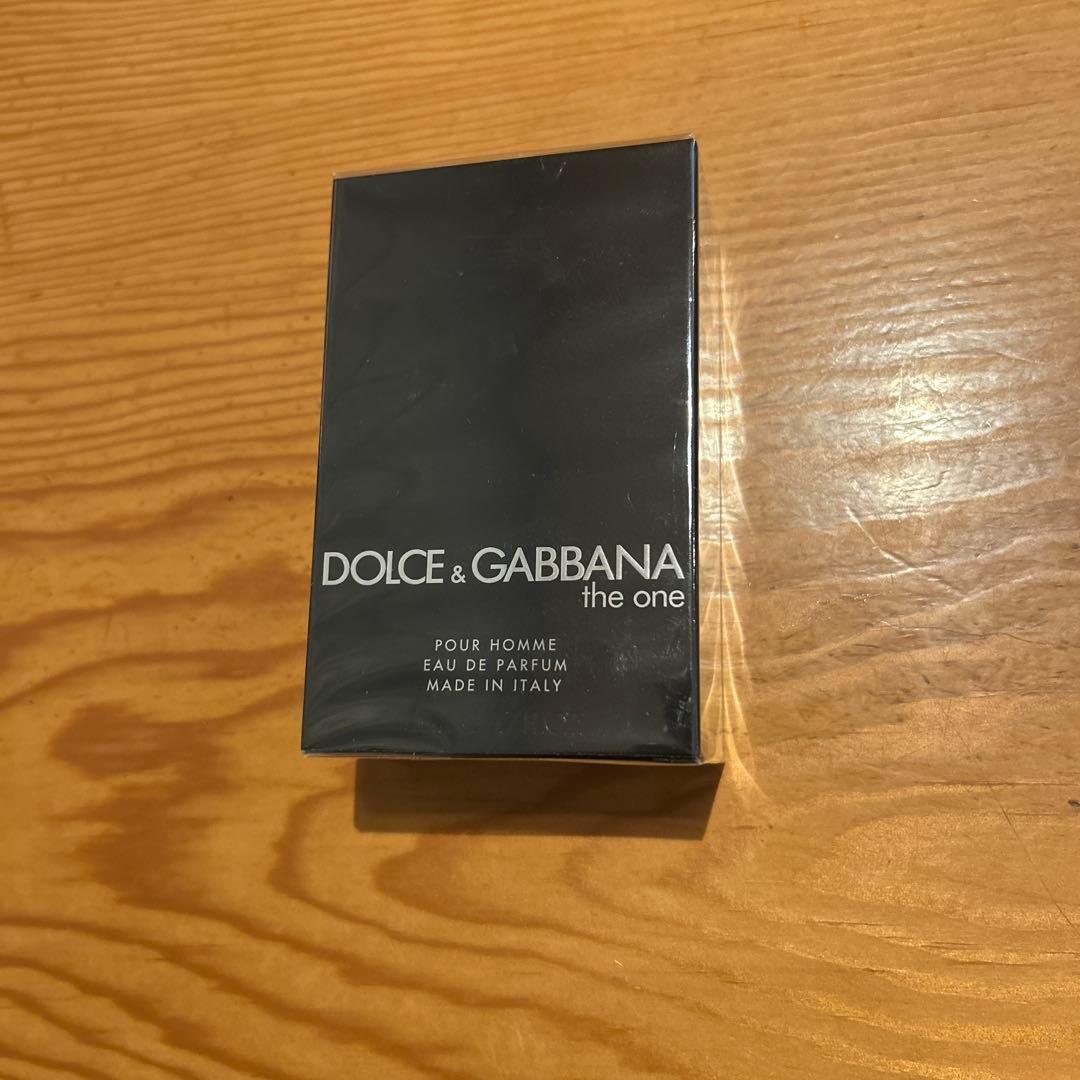 DOLCE & GABBANA
the one
POUR HOMME
EAU DE PARFUM
MADE IN ITALY